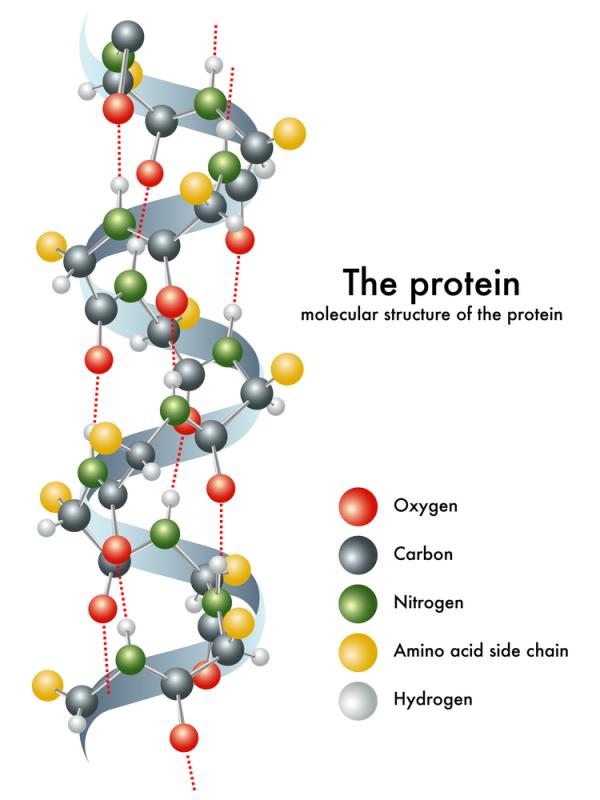 The protein
molecular structure of the protein
Oxygen
Carbon
Nitrogen
Amino acid side chain
Hydrogen